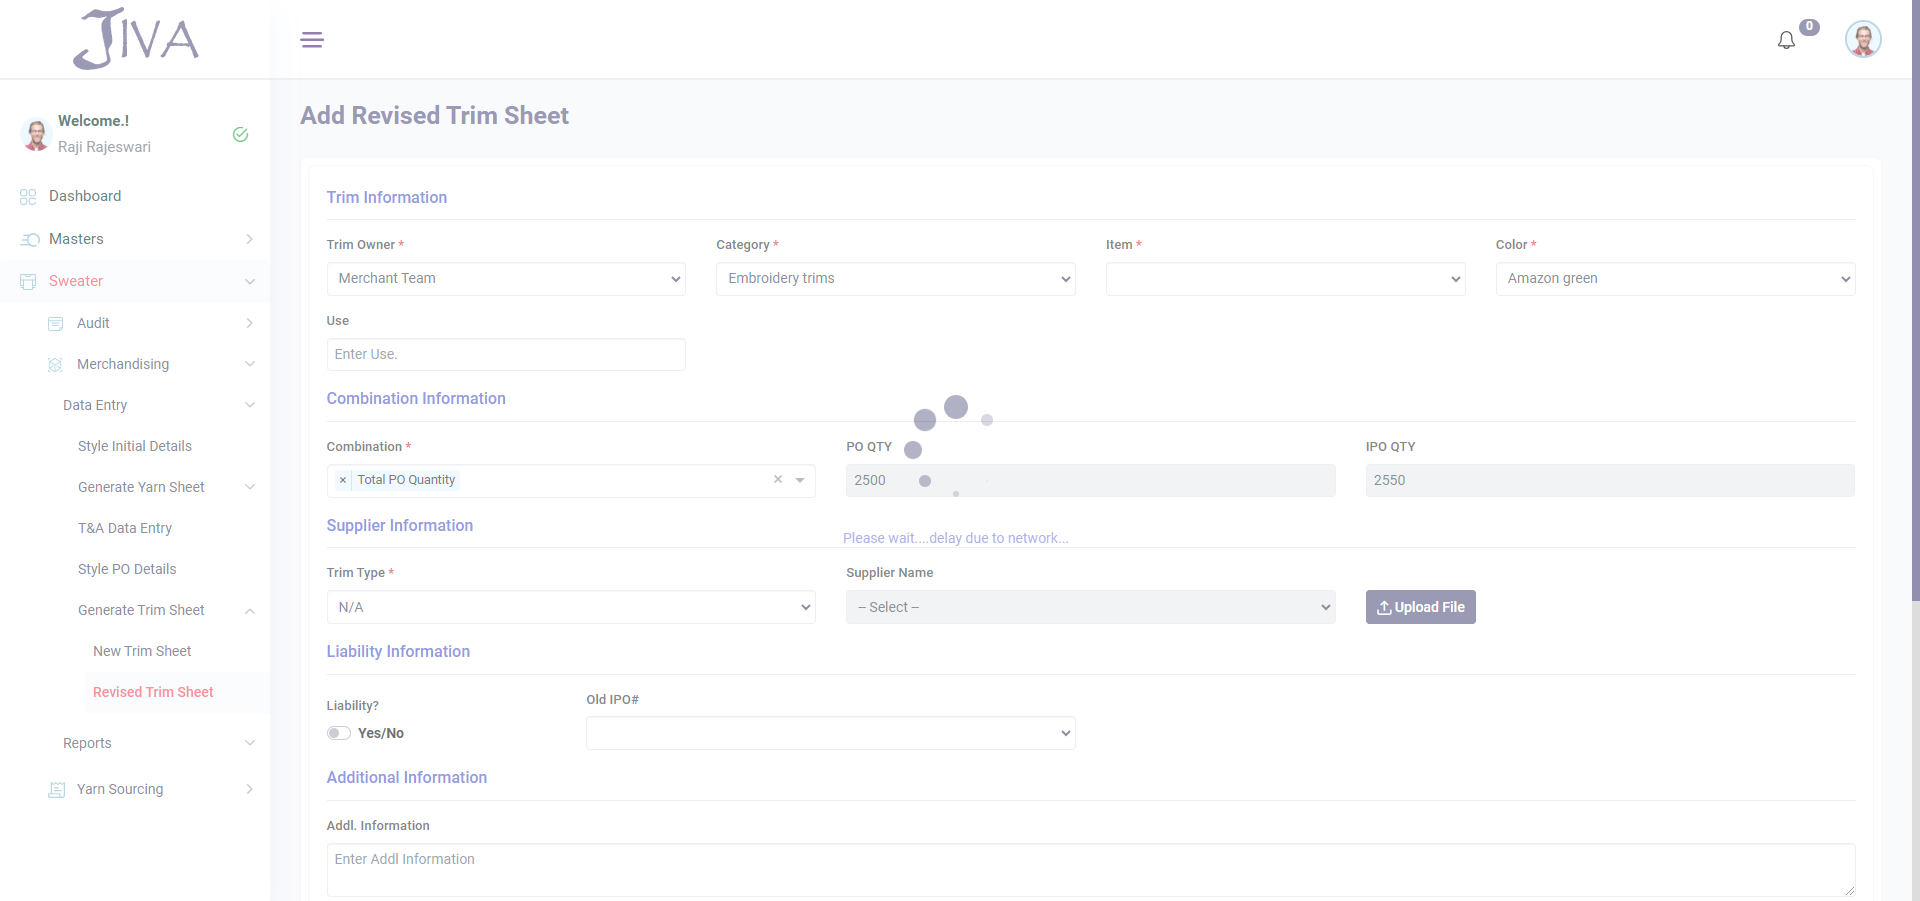 JIVA
0
Welcome.!
Raji Rajeswari
Dashboard
Masters
Sweater
Audit
Merchandising
Data Entry
Style Initial Details
Generate Yarn Sheet
T&A Data Entry
Style PO Details
Generate Trim Sheet
New Trim Sheet
Revised Trim Sheet
Reports
Yarn Sourcing
Add Revised Trim Sheet
Trim Information
Trim Owner * Category * Item * Color *
Merchant Team Embroidery trims Amazon green
Use
Enter Use.
Combination Information
Combination * PO QTY IPO QTY
× Total PO Quantity × 2500 2550
Supplier Information
Please wait....delay due to network...
Trim Type * Supplier Name
N/A -- Select -- Upload File
Liability Information
Liability? Old IPO#
Yes/No
Additional Information
Addl. Information
Enter Addl Information